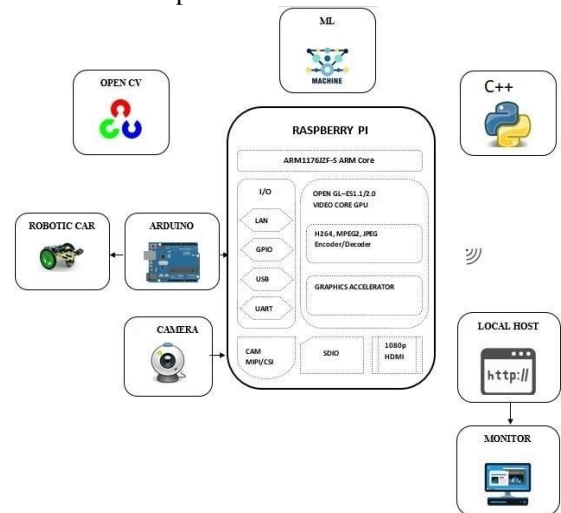 ML
MACHINE
OPEN CV
C++
RASPBERRY PI
ARM1176JZF-S ARM Core
I/O
LAN
GPIO
USB
UART
OPEN GL–ES1.1/2.0
VIDEO CORE GPU
H264, MPEG2, JPEG
Encoder/Decoder
GRAPHICS ACCELERATOR
ROBOTIC CAR
ARDUINO
CAMERA
CAM
MIPI/CSI
SDIO
1080p
HDMI
LOCAL HOST
http://
MONITOR